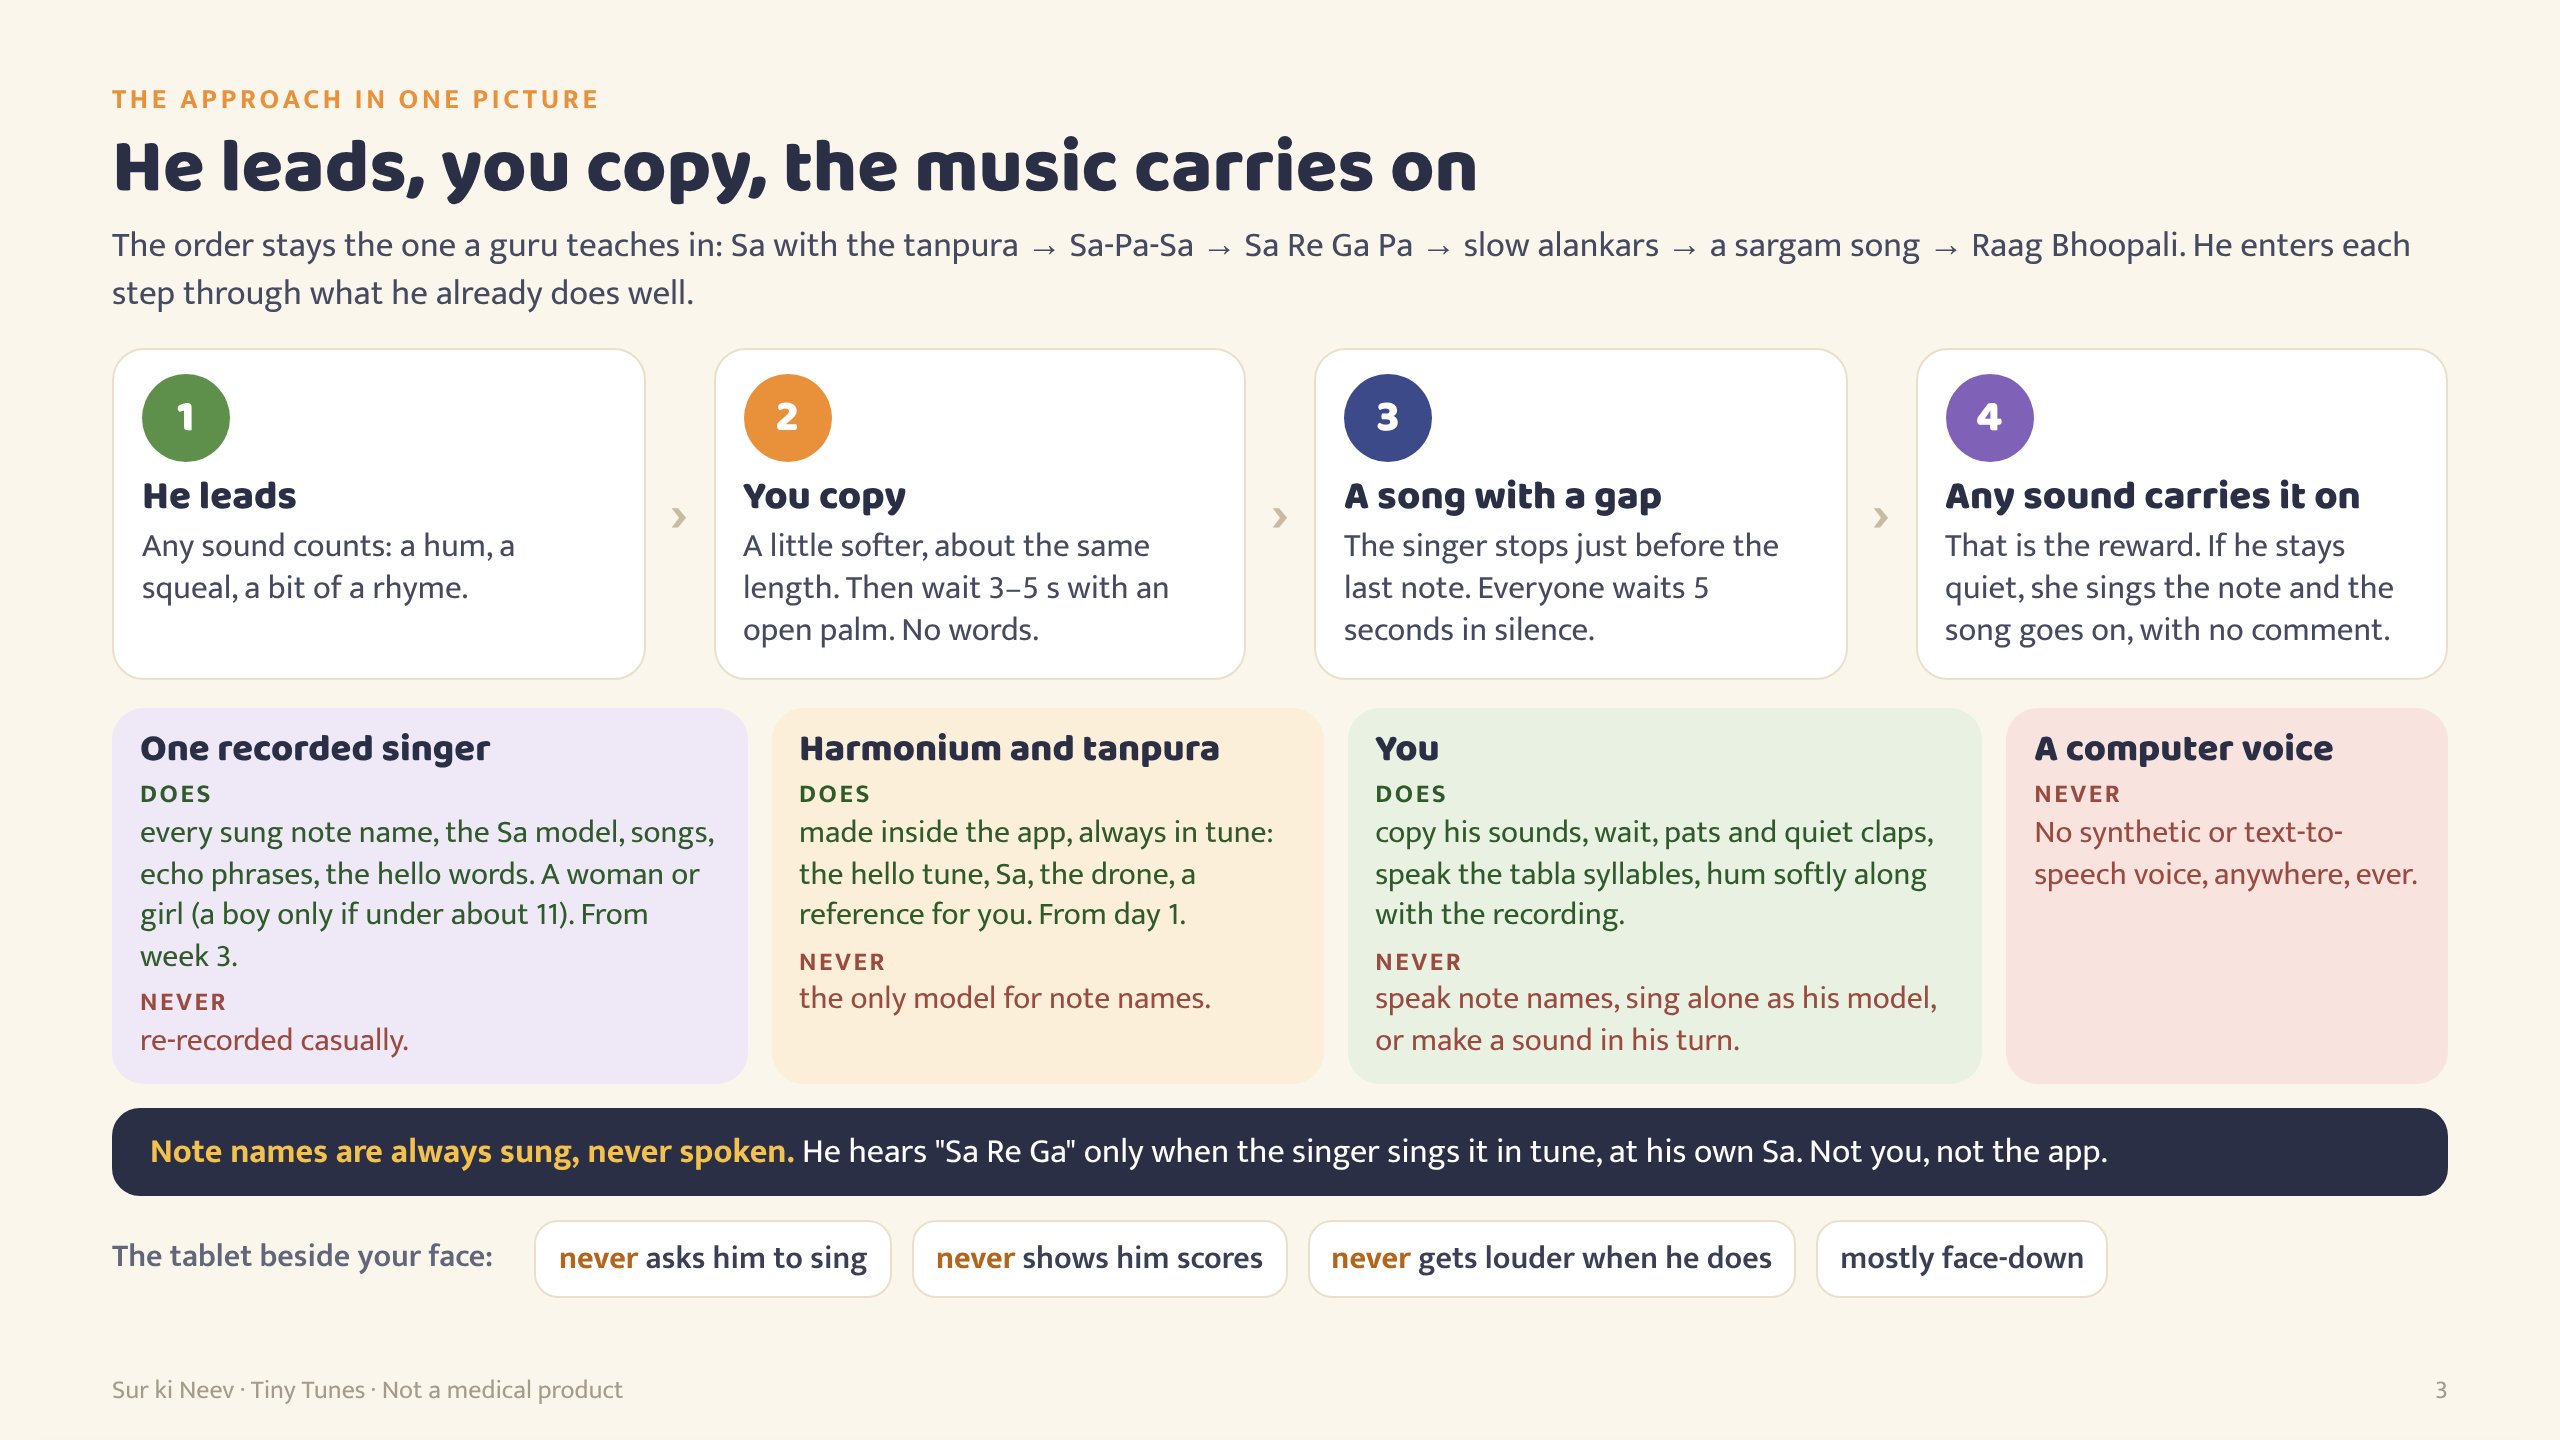 THE APPROACH IN ONE PICTURE
He leads, you copy, the music carries on
The order stays the one a guru teaches in: Sa with the tanpura → Sa-Pa-Sa → Sa Re Ga Pa → slow alankars → a sargam song → Raag Bhoopali. He enters each
step through what he already does well.
1
He leads
Any sound counts: a hum, a
squeal, a bit of a rhyme.
›
2
You copy
A little softer, about the same
length. Then wait 3–5 s with an
open palm. No words.
›
3
A song with a gap
The singer stops just before the
last note. Everyone waits 5
seconds in silence.
›
4
Any sound carries it on
That is the reward. If he stays
quiet, she sings the note and the
song goes on, with no comment.
One recorded singer
DOES
every sung note name, the Sa model, songs,
echo phrases, the hello words. A woman or
girl (a boy only if under about 11). From
week 3.
NEVER
re-recorded casually.
Harmonium and tanpura
DOES
made inside the app, always in tune:
the hello tune, Sa, the drone, a
reference for you. From day 1.
NEVER
the only model for note names.
You
DOES
copy his sounds, wait, pats and quiet claps,
speak the tabla syllables, hum softly along
with the recording.
NEVER
speak note names, sing alone as his model,
or make a sound in his turn.
A computer voice
NEVER
No synthetic or text-to-
speech voice, anywhere, ever.
Note names are always sung, never spoken. He hears "Sa Re Ga" only when the singer sings it in tune, at his own Sa. Not you, not the app.
The tablet beside your face: never asks him to sing never shows him scores never gets louder when he does mostly face-down
Sur ki Neev · Tiny Tunes · Not a medical product
3